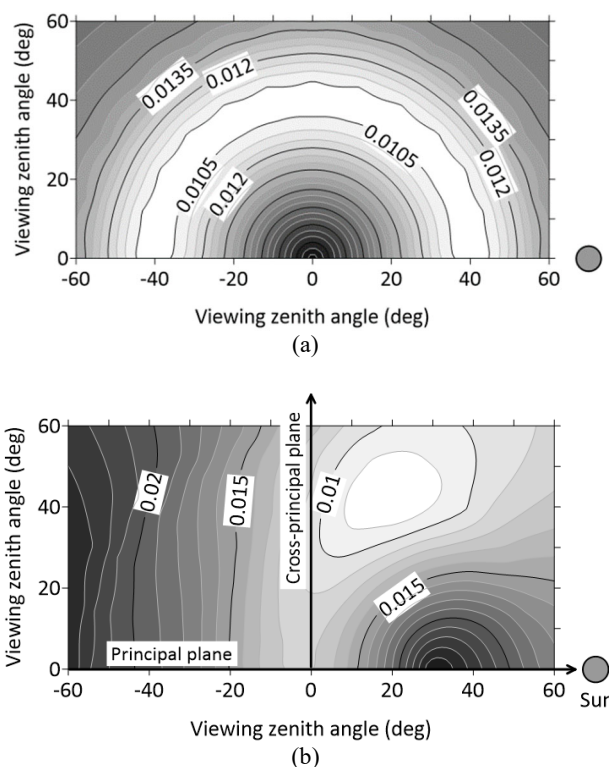 60
40
20
0
Viewing zenith angle (deg)
0.0135
0.012
0.0105
0.012
0.0105
0.0135
0.012
-60 -40 -20 0 20 40 60
Viewing zenith angle (deg)
(a)
60
40
20
0
Viewing zenith angle (deg)
0.02
0.015
Cross-principal plane
0.01
0.015
Principal plane
-60 -40 -20 0 20 40 60
Sun
Viewing zenith angle (deg)
(b)